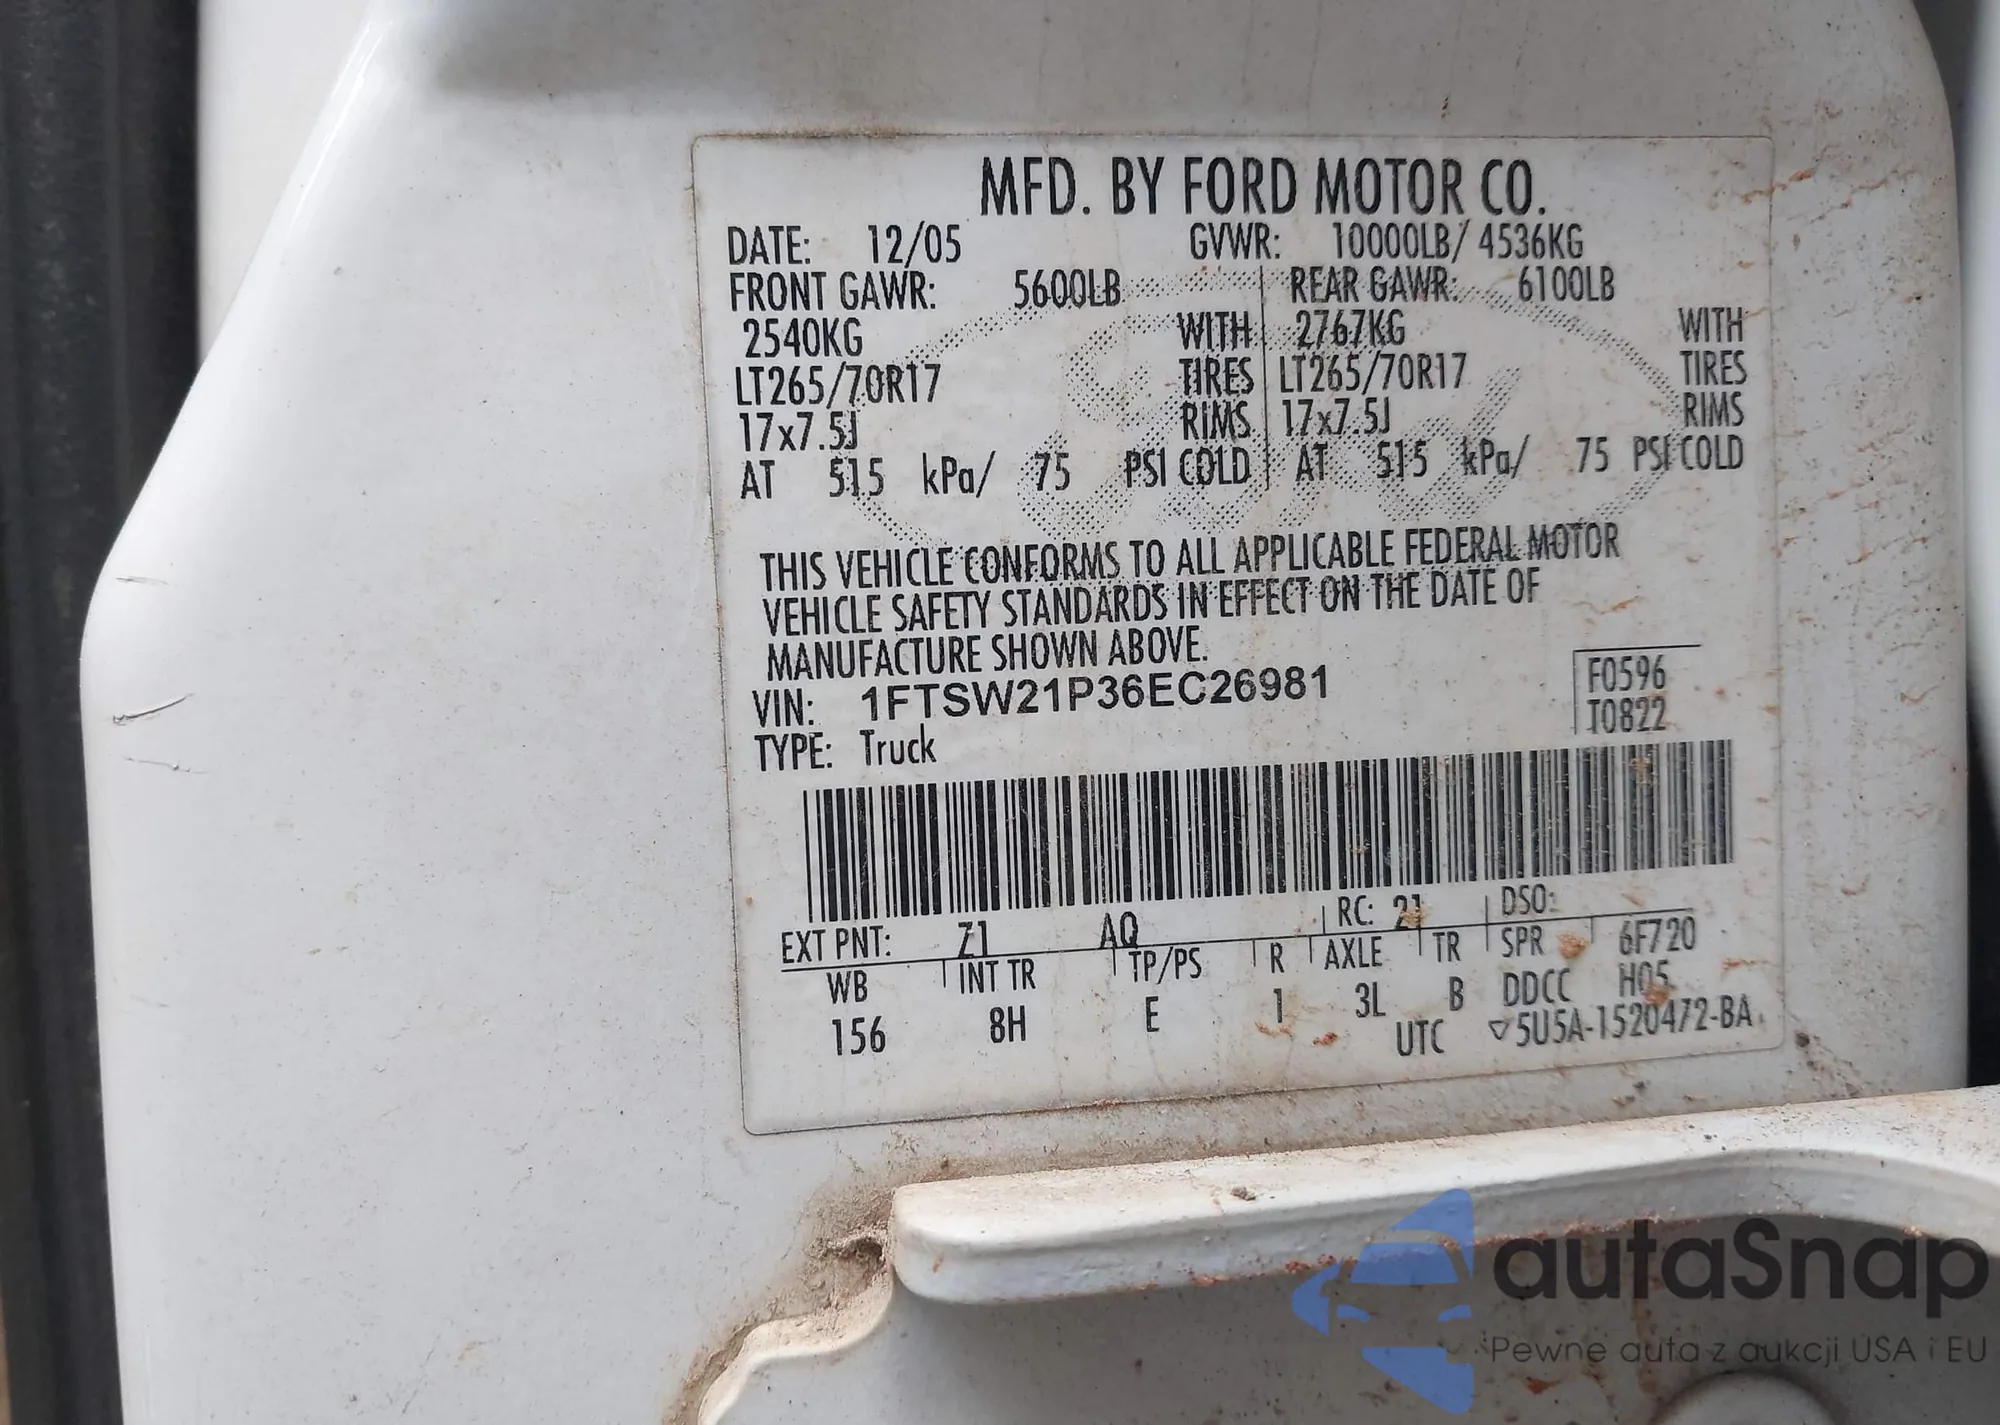 MFD. BY FORD MOTOR CO.
DATE: 12/05 GVWR: 10000LB/ 4536KG
FRONT GAWR: 5600LB REAR GAWR: 6100LB
2540KG WITH 2767KG WITH
LT265/70R17 TIRES LT265/70R17 TIRES
17x7.5J RIMS 17x7.5J RIMS
AT 515 kPa/ 75 PSI COLD AT 515 kPa/ 75 PSI COLD
THIS VEHICLE CONFORMS TO ALL APPLICABLE FEDERAL MOTOR
VEHICLE SAFETY STANDARDS IN EFFECT ON THE DATE OF
MANUFACTURE SHOWN ABOVE.
VIN: 1FTSW21P36EC26981 F0596
TYPE: Truck T0822
EXT PNT: Z1 AQ RC: 21 DSO:
WB INT TR TP/PS R AXLE TR SPR 6F720
156 8H E 1 3L B DDCC H05
UTC ▽5U5A-1520472-BA
autaSnap
Pewne auta z aukcji USA i EU